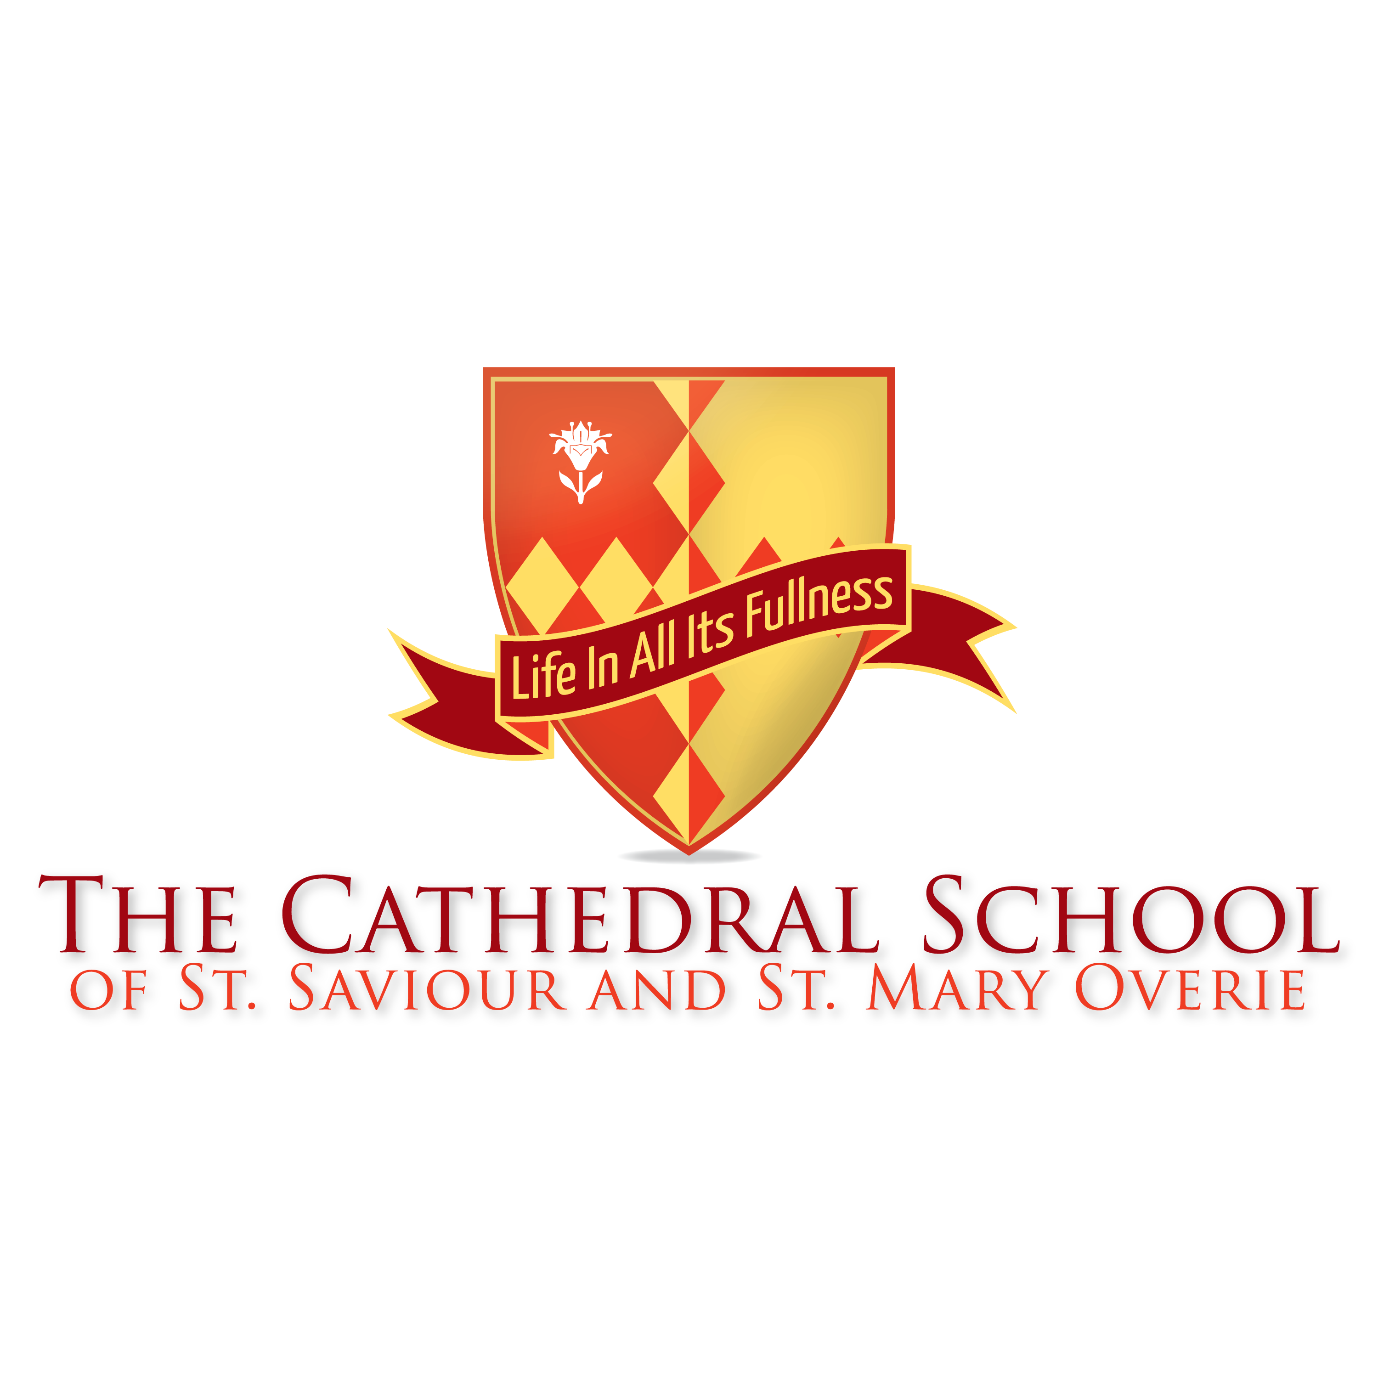 Life In All Its Fullness
THE CATHEDRAL SCHOOL
OF ST. SAVIOUR AND ST. MARY OVERIE